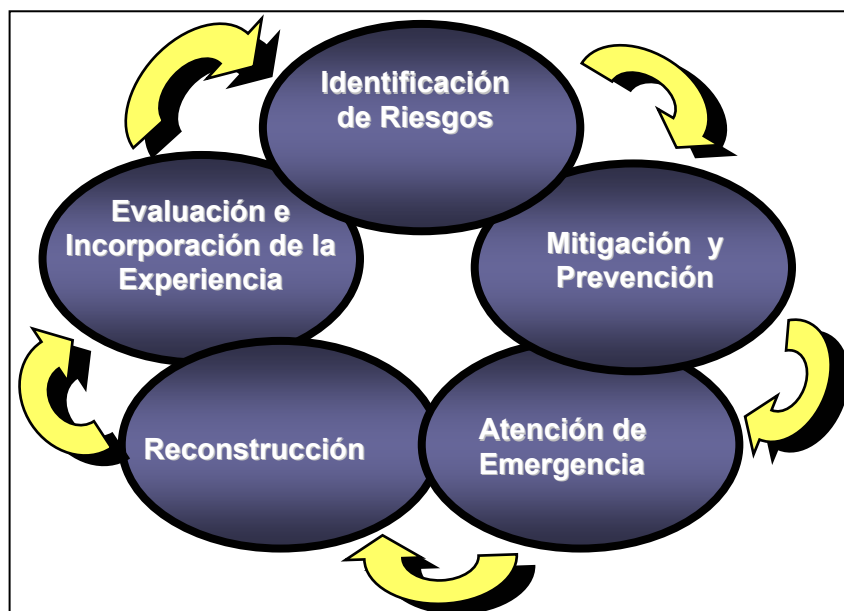 Identificación
de Riesgos
Mitigación y
Prevención
Atención de
Emergencia
Reconstrucción
Evaluación e
Incorporación de la
Experiencia